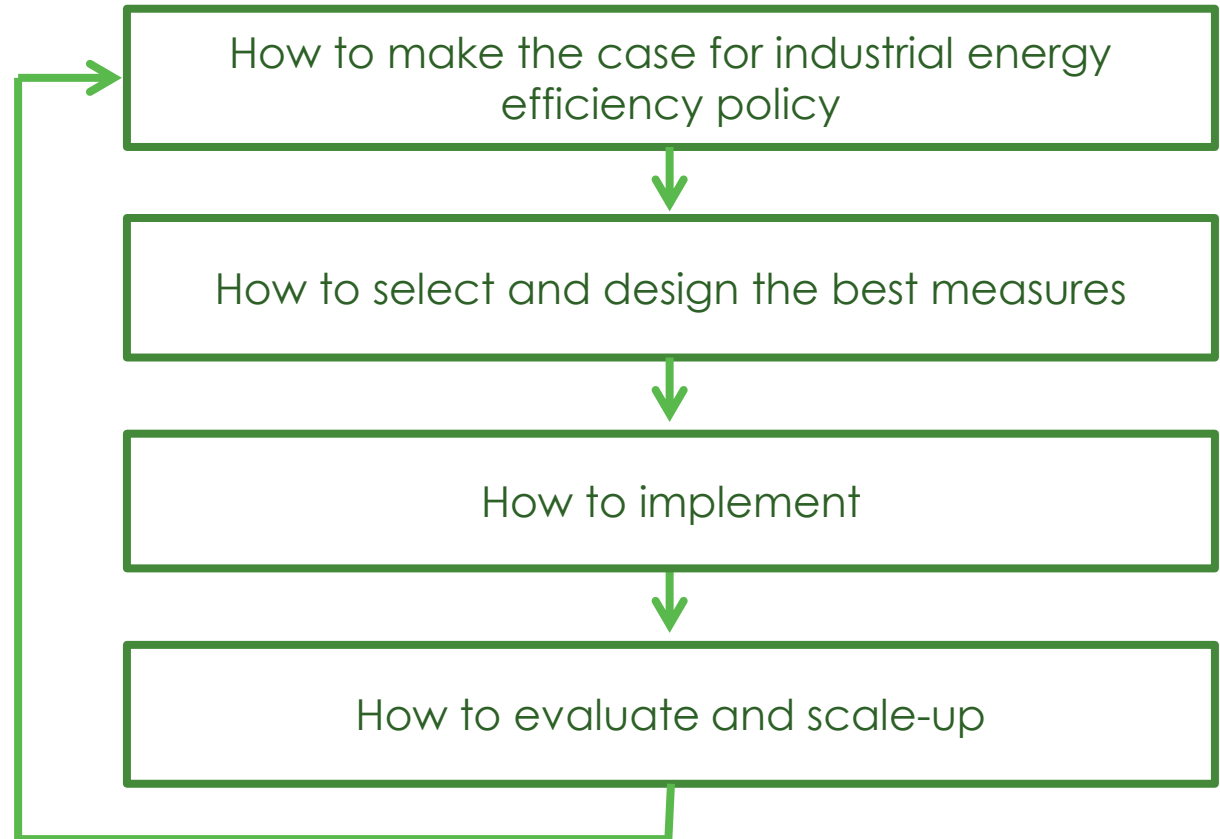 How to make the case for industrial energy
efficiency policy
How to select and design the best measures
How to implement
How to evaluate and scale-up